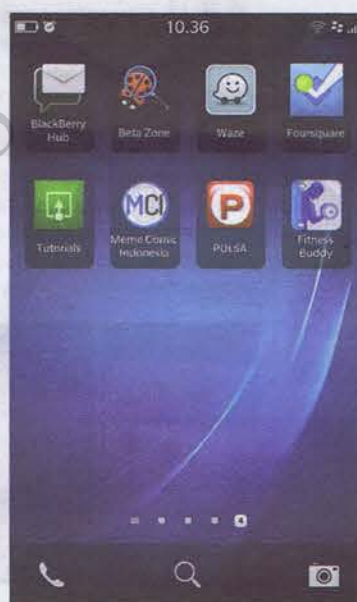 10.36
BlackBerry
Hub
Beta Zone
Waze
Foursquare
MCI
P
Tutorials
Meme Comic
Indonesia
PULSA
Fitness
Buddy
4